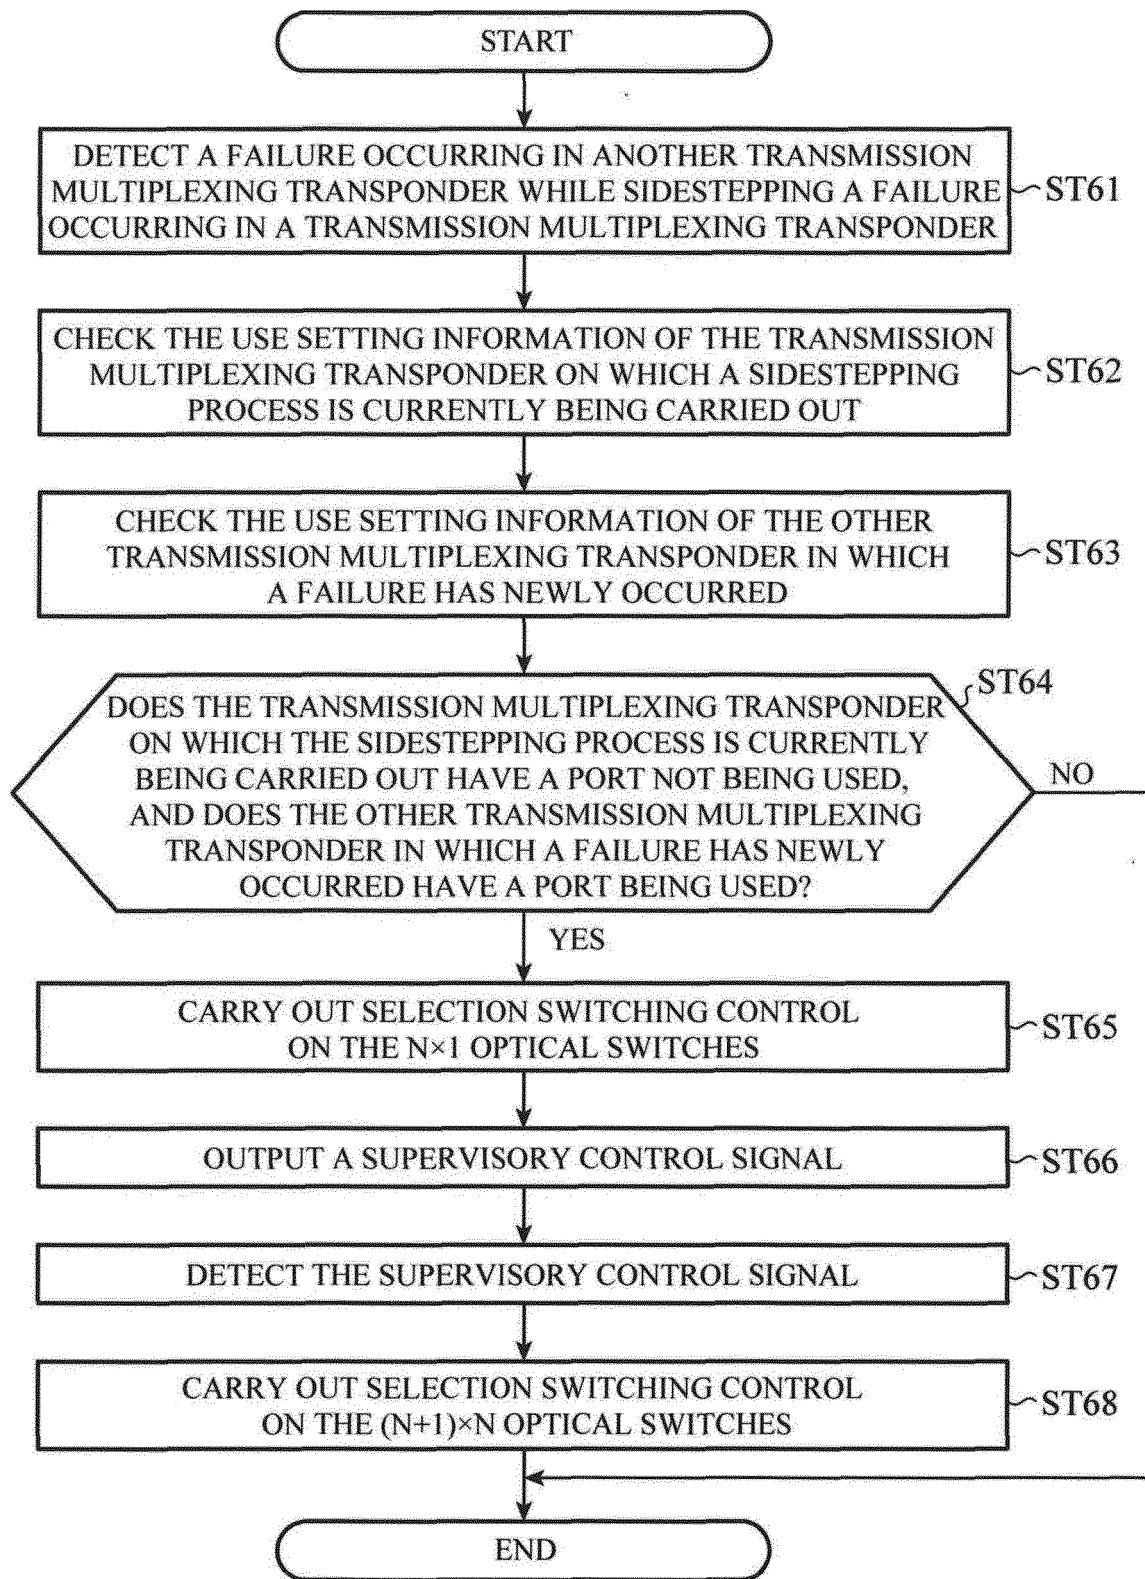 START
DETECT A FAILURE OCCURRING IN ANOTHER TRANSMISSION
MULTIPLEXING TRANSPONDER WHILE SIDESTEPPING A FAILURE
OCCURRING IN A TRANSMISSION MULTIPLEXING TRANSPONDER
ST61
CHECK THE USE SETTING INFORMATION OF THE TRANSMISSION
MULTIPLEXING TRANSPONDER ON WHICH A SIDESTEPPING
PROCESS IS CURRENTLY BEING CARRIED OUT
ST62
CHECK THE USE SETTING INFORMATION OF THE OTHER
TRANSMISSION MULTIPLEXING TRANSPONDER IN WHICH
A FAILURE HAS NEWLY OCCURRED
ST63
ST64
DOES THE TRANSMISSION MULTIPLEXING TRANSPONDER
ON WHICH THE SIDESTEPPING PROCESS IS CURRENTLY
BEING CARRIED OUT HAVE A PORT NOT BEING USED,
AND DOES THE OTHER TRANSMISSION MULTIPLEXING
TRANSPONDER IN WHICH A FAILURE HAS NEWLY
OCCURRED HAVE A PORT BEING USED?
NO
YES
CARRY OUT SELECTION SWITCHING CONTROL
ON THE N×1 OPTICAL SWITCHES
ST65
OUTPUT A SUPERVISORY CONTROL SIGNAL
ST66
DETECT THE SUPERVISORY CONTROL SIGNAL
ST67
CARRY OUT SELECTION SWITCHING CONTROL
ON THE (N+1)×N OPTICAL SWITCHES
ST68
END